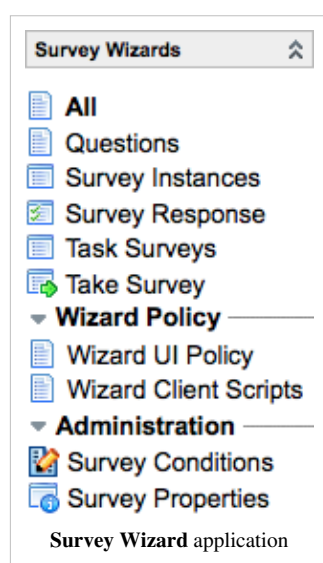 Survey Wizards
All
Questions
Survey Instances
Survey Response
Task Surveys
Take Survey
Wizard Policy
Wizard UI Policy
Wizard Client Scripts
Administration
Survey Conditions
Survey Properties
Survey Wizard application